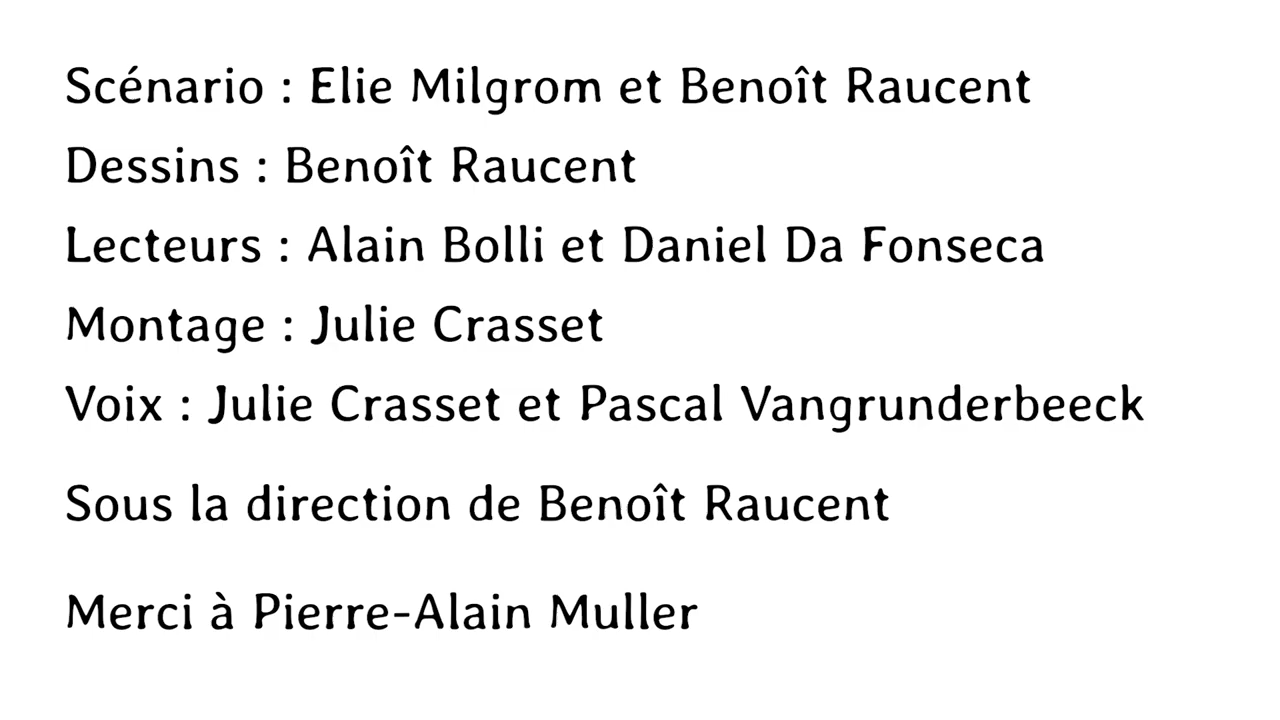 Scénario : Elie Milgrom et Benoît Raucent
Dessins : Benoît Raucent
Lecteurs : Alain Bolli et Daniel Da Fonseca
Montage : Julie Crasset
Voix : Julie Crasset et Pascal Vangrunderbeeck
Sous la direction de Benoît Raucent
Merci à Pierre-Alain Muller